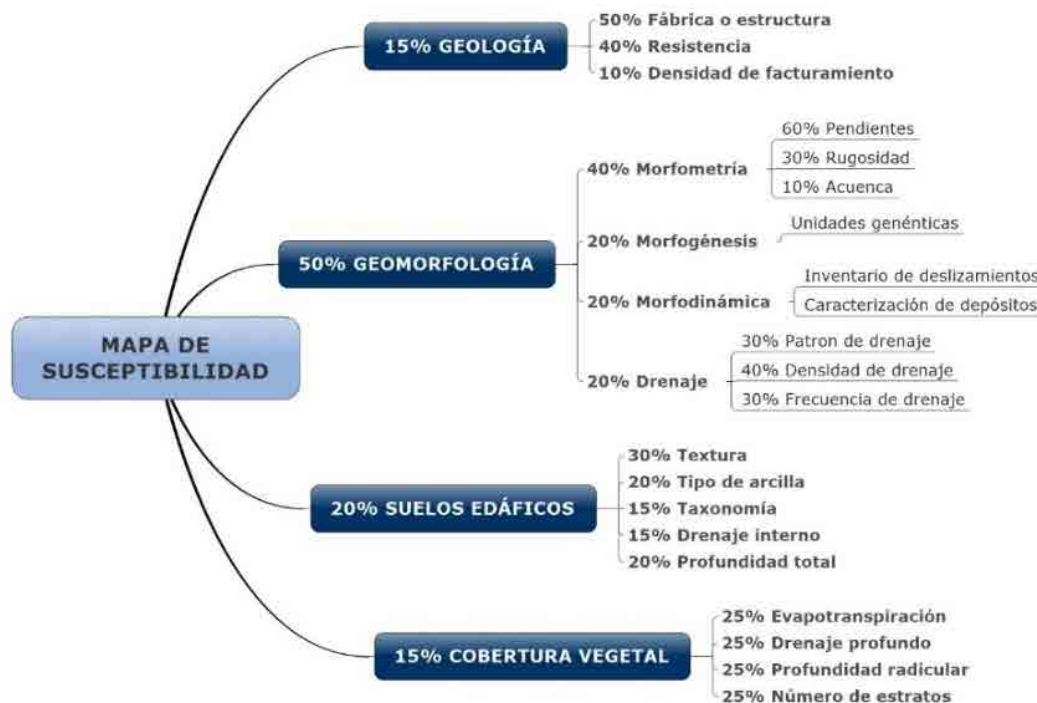 15% GEOLOGÍA
50% Fábrica o estructura
40% Resistencia
10% Densidad de facturamiento
50% GEOMORFOLOGÍA
40% Morfometría
60% Pendientes
30% Rugosidad
10% Acuenca
20% Morfogénesis
Unidades genénticas
20% Morfodinámica
Inventario de deslizamientos
Caracterización de depósitos
20% Drenaje
30% Patron de drenaje
40% Densidad de drenaje
30% Frecuencia de drenaje
MAPA DE
SUSCEPTIBILIDAD
20% SUELOS EDÁFICOS
30% Textura
20% Tipo de arcilla
15% Taxonomía
15% Drenaje interno
20% Profundidad total
15% COBERTURA VEGETAL
25% Evapotranspiración
25% Drenaje profundo
25% Profundidad radicular
25% Número de estratos